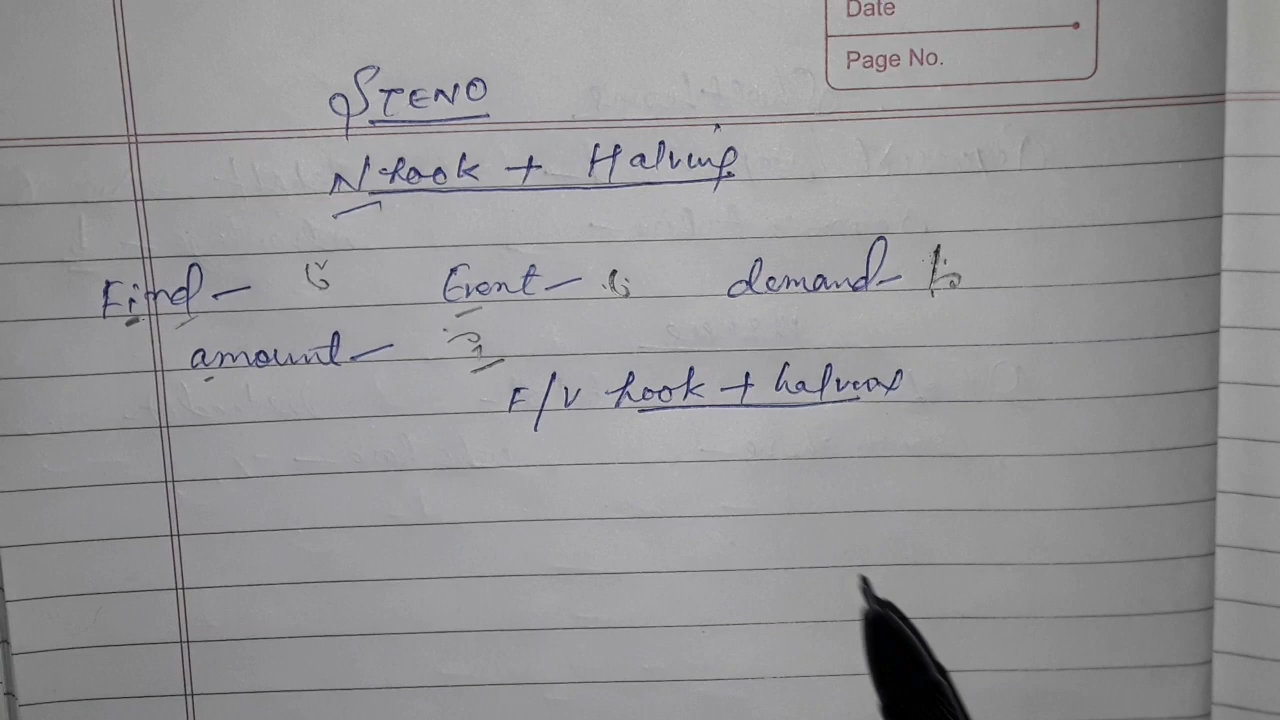 Date
Page No.
STENO
N hook + Halving
Find - Event - demand -
amount -
F/V hook + halving